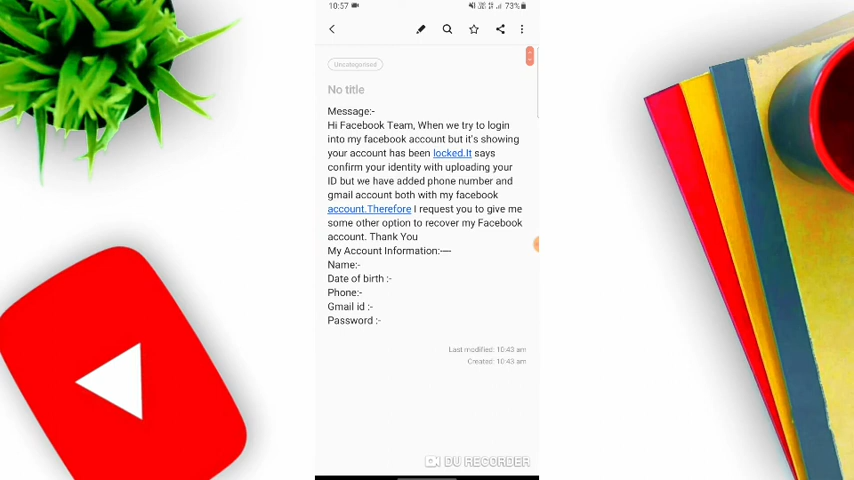 10:57
73%
Uncategorised
No title
Message:-
Hi Facebook Team, When we try to login
into my facebook account but it's showing
your account has been locked.It says
confirm your identity with uploading your
ID but we have added phone number and
gmail account both with my facebook
account.Therefore I request you to give me
some other option to recover my Facebook
account. Thank You
My Account Information:-—
Name:-
Date of birth :-
Phone:-
Gmail id :-
Password :-
Last modified: 10:43 am
Created: 10:43 am
DU RECORDER